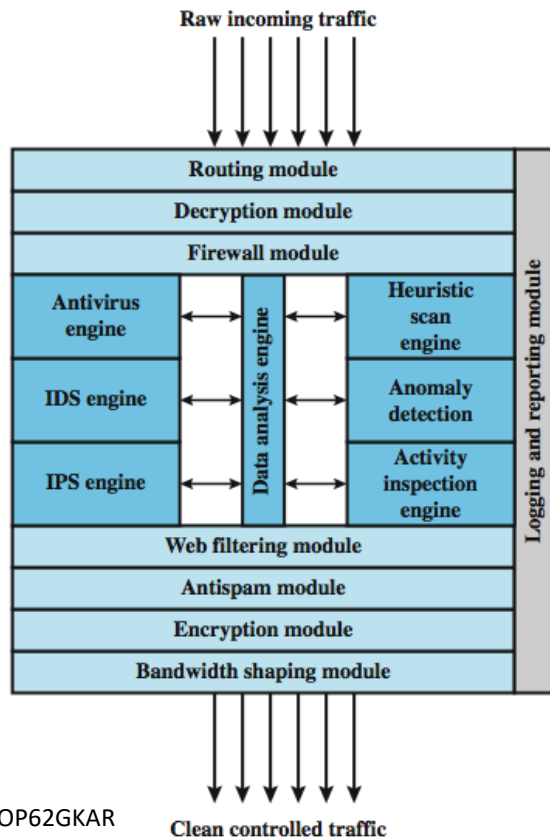 Raw incoming traffic
Routing module
Decryption module
Firewall module
Antivirus
engine
IDS engine
IPS engine
Data analysis engine
Heuristic
scan
engine
Anomaly
detection
Activity
inspection
engine
Logging and reporting module
Web filtering module
Antispam module
Encryption module
Bandwidth shaping module
OP62GKAR
Clean controlled traffic